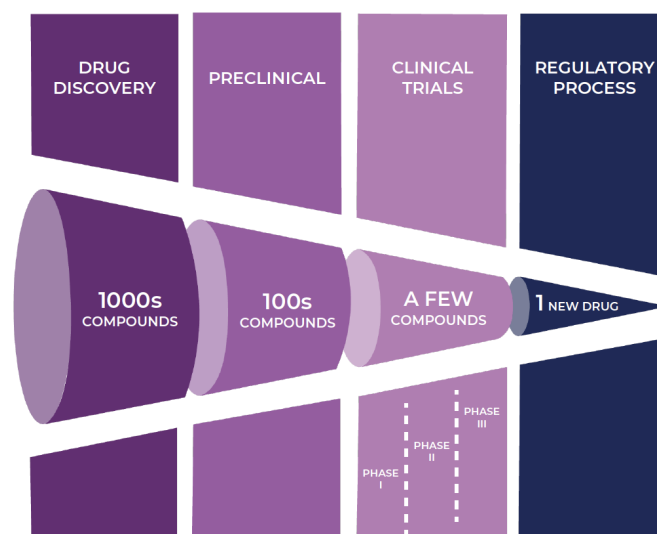 DRUG
DISCOVERY
PRECLINICAL
CLINICAL
TRIALS
REGULATORY
PROCESS
1000s
COMPOUNDS
100s
COMPOUNDS
A FEW
COMPOUNDS
1 NEW DRUG
PHASE
I
PHASE
II
PHASE
III